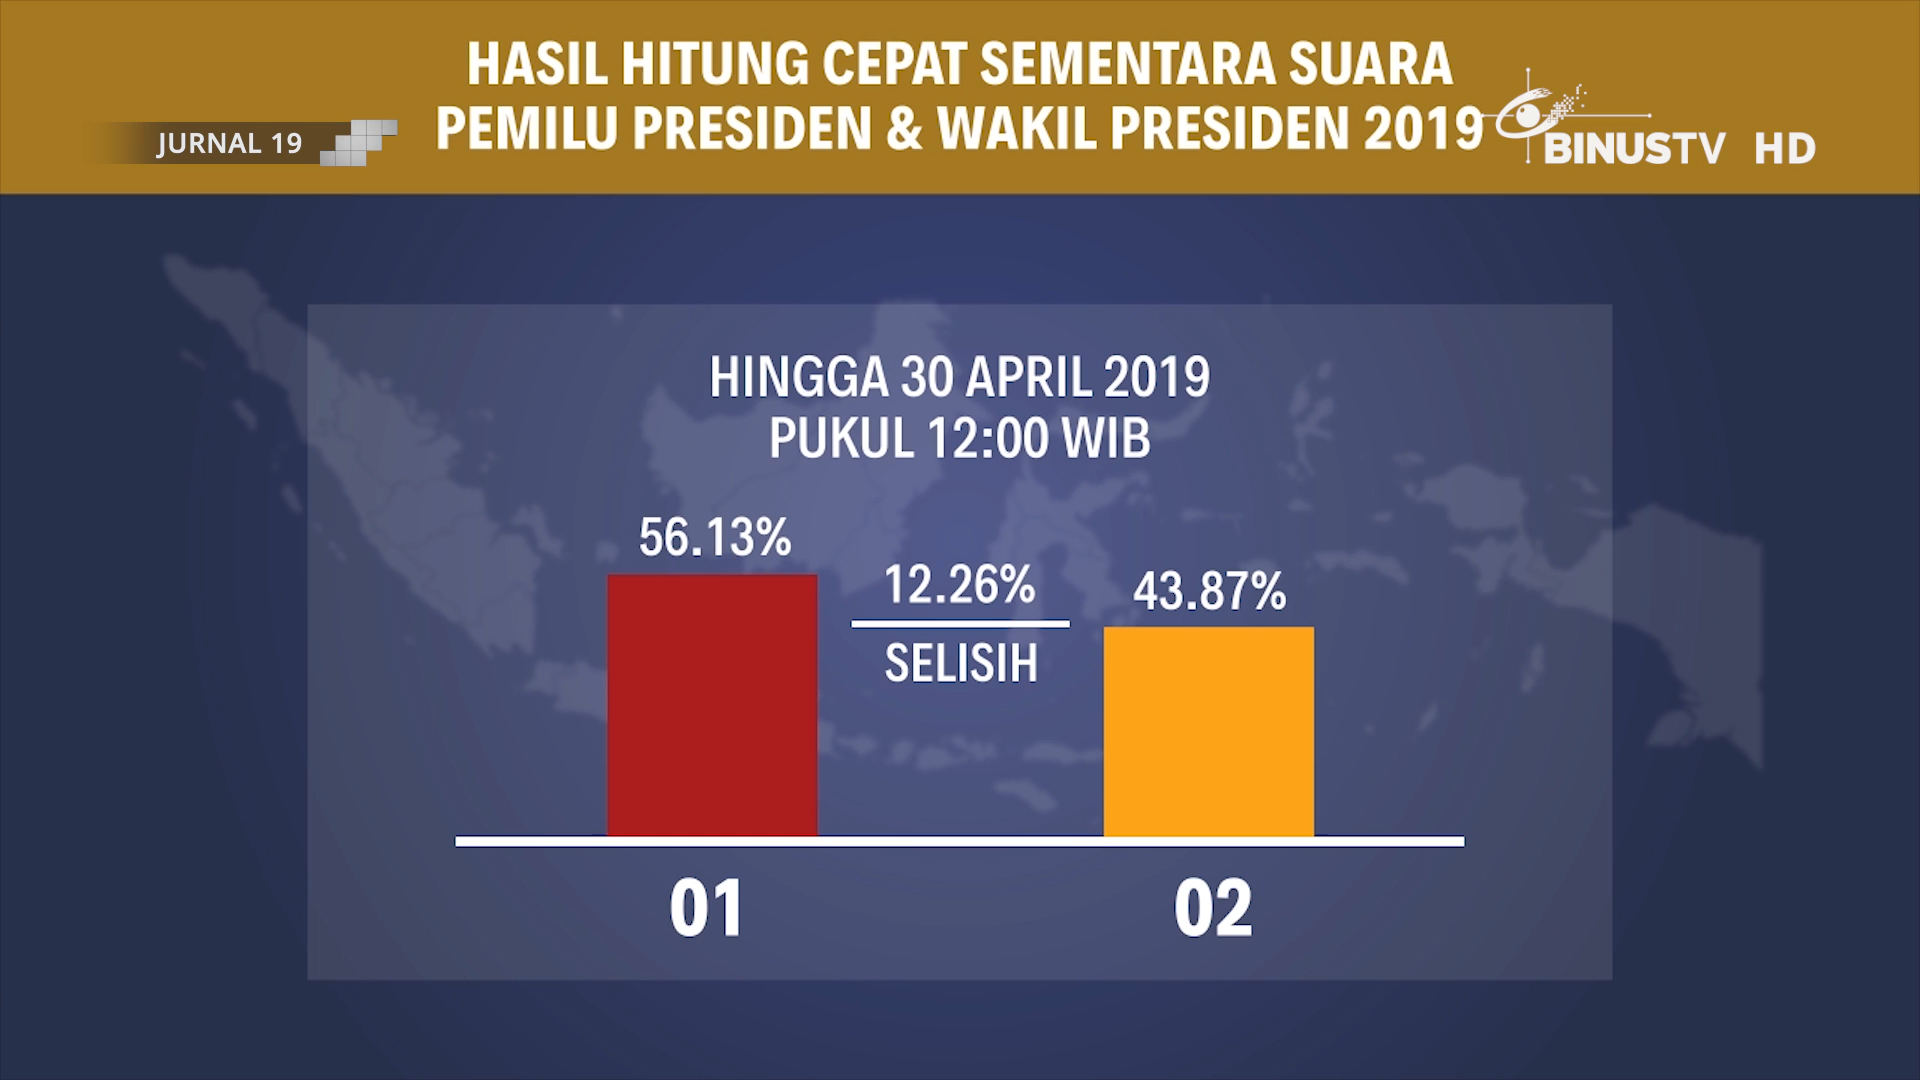 HASIL HITUNG CEPAT SEMENTARA SUARA
PEMILU PRESIDEN & WAKIL PRESIDEN 2019
JURNAL 19
BINUSTV HD
HINGGA 30 APRIL 2019
PUKUL 12:00 WIB
56.13%
12.26%
SELISIH
43.87%
01
02